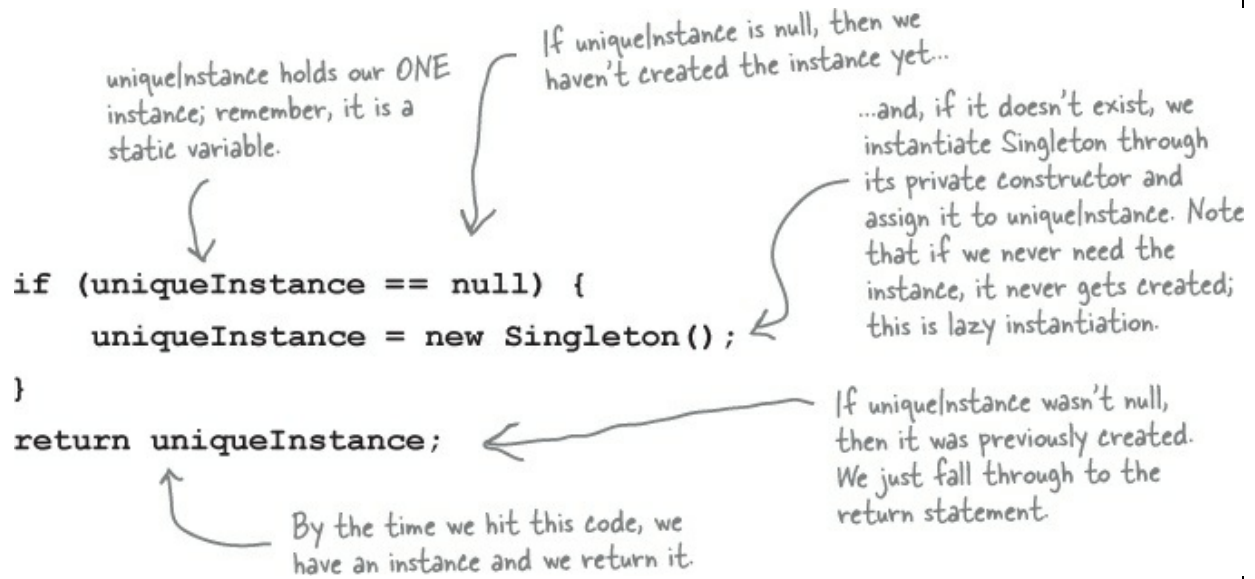 If uniqueInstance is null, then we
haven't created the instance yet...
uniqueInstance holds our ONE
instance; remember, it is a
static variable.
...and, if it doesn't exist, we
instantiate Singleton through
its private constructor and
assign it to uniqueInstance. Note
that if we never need the
instance, it never gets created;
this is lazy instantiation.
if (uniqueInstance == null) {
    uniqueInstance = new Singleton();
}
return uniqueInstance;
If uniqueInstance wasn't null,
then it was previously created.
We just fall through to the
return statement.
By the time we hit this code, we
have an instance and we return it.